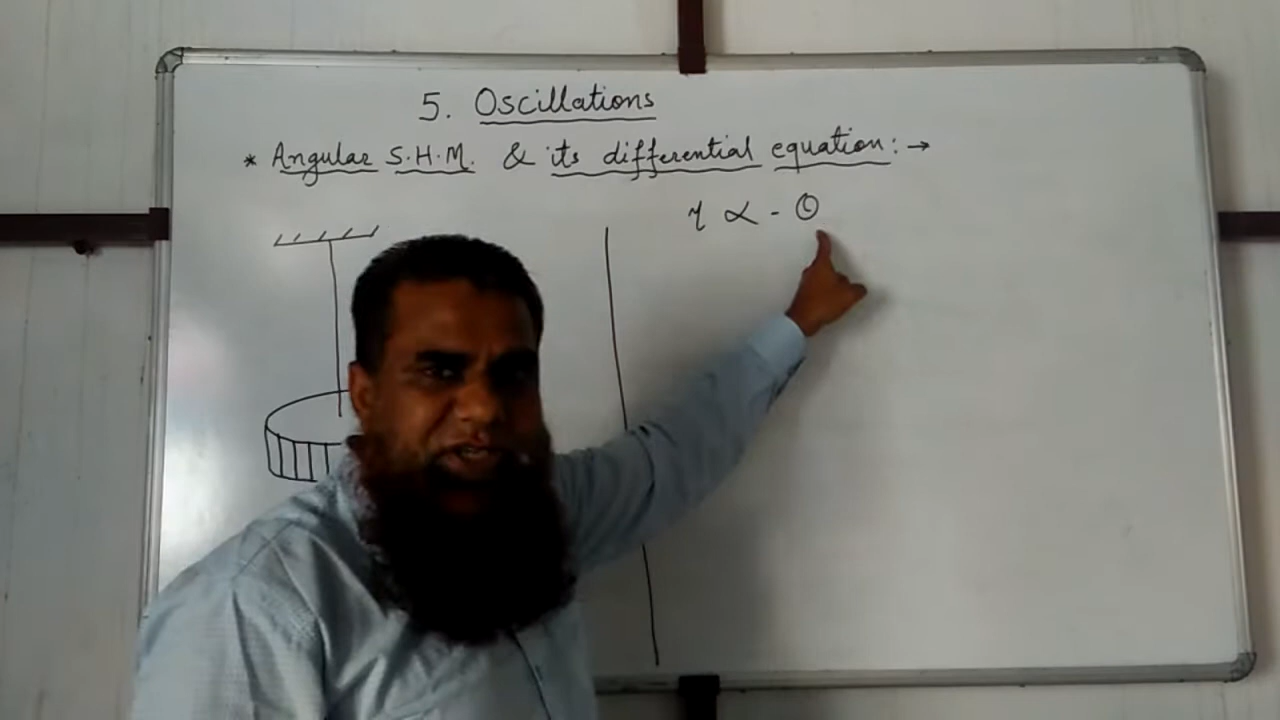 5. Oscillations
* Angular S.H.M. & its differential equation:→
τ ∝ - θ